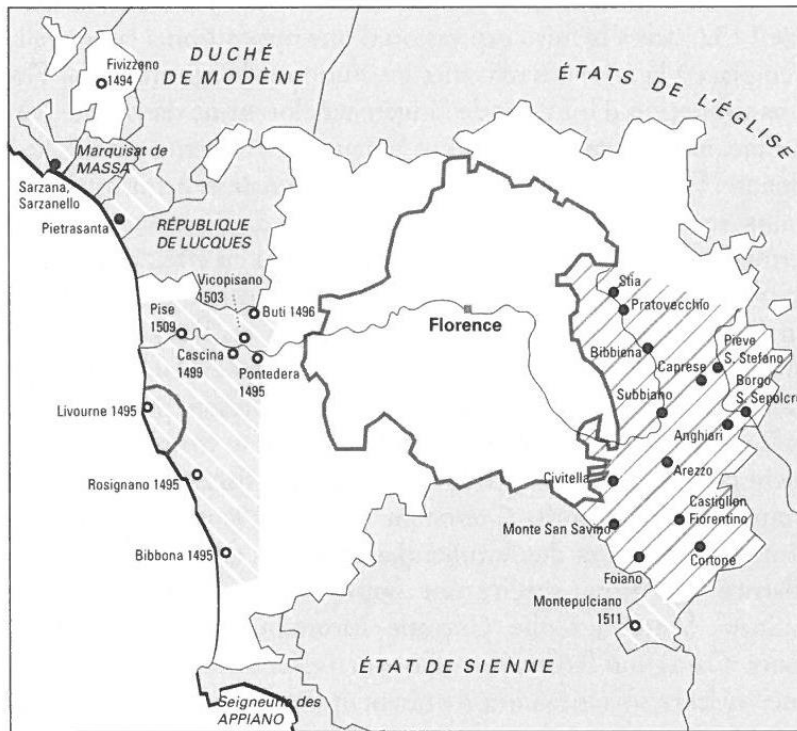 DUCHÉ
DE MODÈNE
ÉTATS DE L'ÉGLISE
Fivizzano
1494
Marquisat de
MASSA
Sarzana,
Sarzanello
Pietrasanta
RÉPUBLIQUE
DE LUCQUES
Vicopisano
1503
Buti 1496
Pise
1509
Cascina
1499
Pontedera
1495
Florence
Stia
Pratovecchio
Bibbiena
Caprese
Pieve
S. Stefano
Borgo
S. Sepolcro
Subbiano
Anghiari
Livourne 1495
Civitella
Arezzo
Rosignano 1495
Castiglion
Fiorentino
Monte San Savino
Cortone
Bibbona 1495
Foiano
Montepulciano
1511
ÉTAT DE SIENNE
Seigneurie des
APPIANO